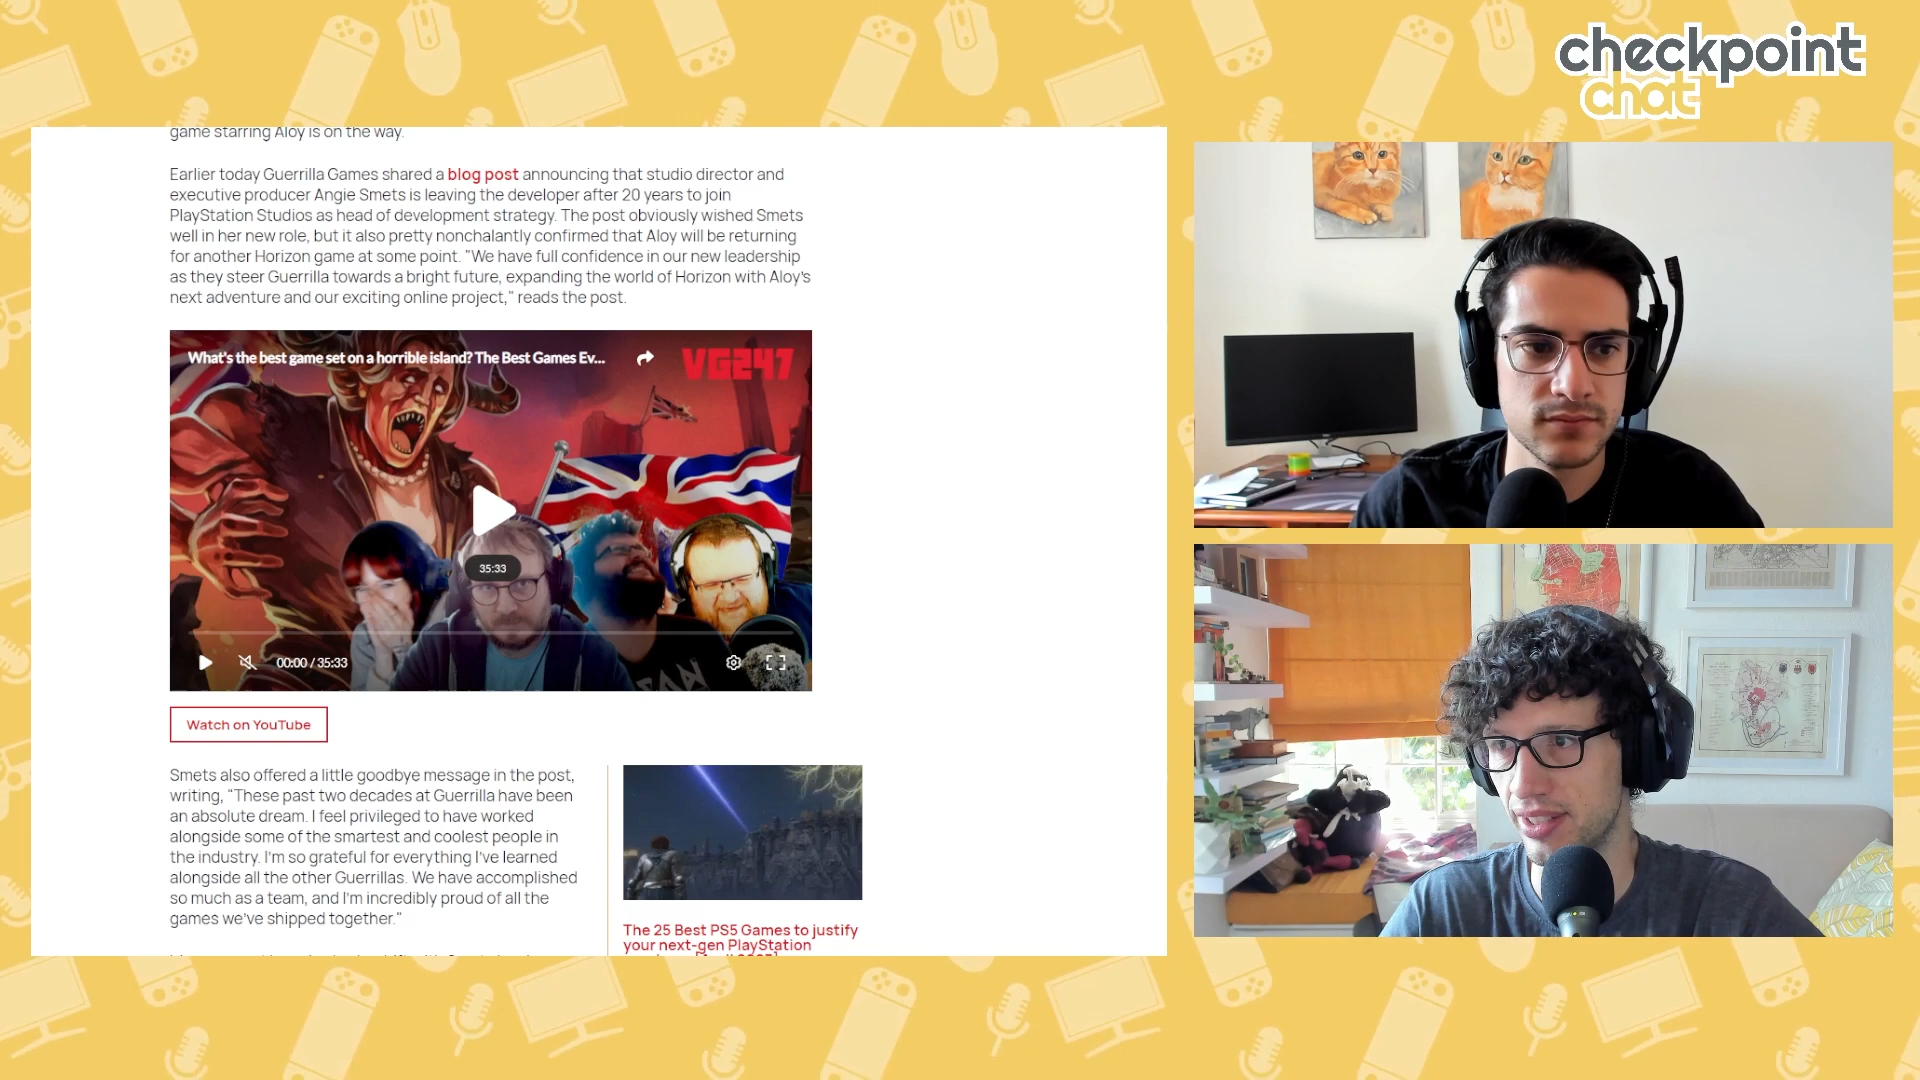 checkpoint
chat
game starring Aloy is on the way.
Earlier today Guerrilla Games shared a blog post announcing that studio director and
executive producer Angie Smets is leaving the developer after 20 years to join
PlayStation Studios as head of development strategy. The post obviously wished Smets
well in her new role, but it also pretty nonchalantly confirmed that Aloy will be returning
for another Horizon game at some point. "We have full confidence in our new leadership
as they steer Guerrilla towards a bright future, expanding the world of Horizon with Aloy's
next adventure and our exciting online project," reads the post.
What's the best game set on a horrible island? The Best Games Ev...
VG247
35:33
00:00 / 35:33
Watch on YouTube
Smets also offered a little goodbye message in the post,
writing, "These past two decades at Guerrilla have been
an absolute dream. I feel privileged to have worked
alongside some of the smartest and coolest people in
the industry. I'm so grateful for everything I've learned
alongside all the other Guerrillas. We have accomplished
so much as a team, and I'm incredibly proud of all the
games we've shipped together."
The 25 Best PS5 Games to justify
your next-gen PlayStation